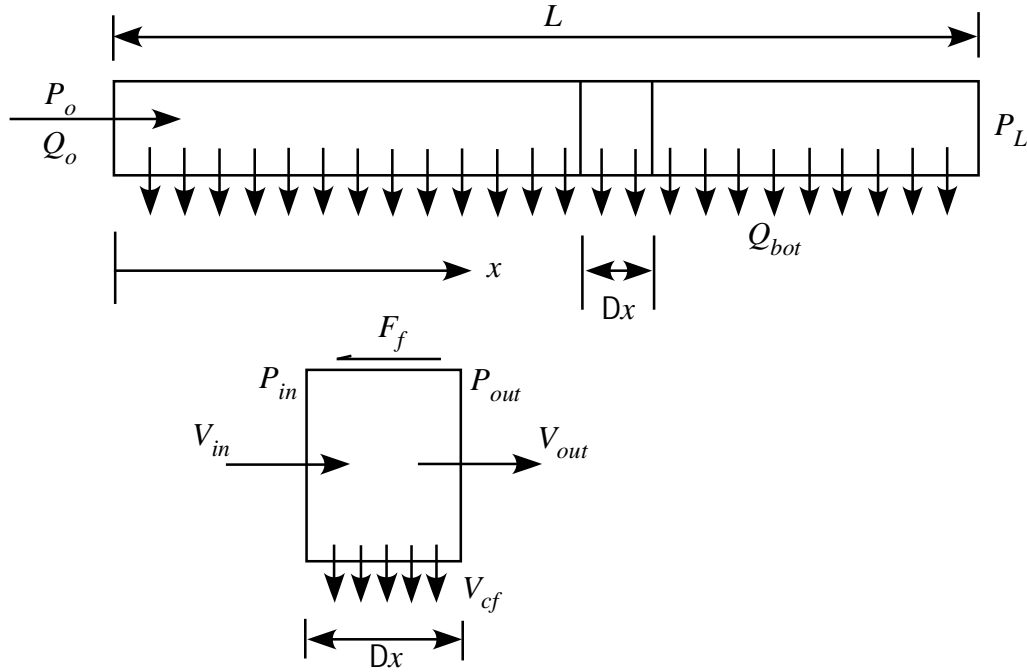 L
P_o
Q_o
P_L
Q_bot
x
Dx
F_f
P_in
P_out
V_in
V_out
V_cf
Dx